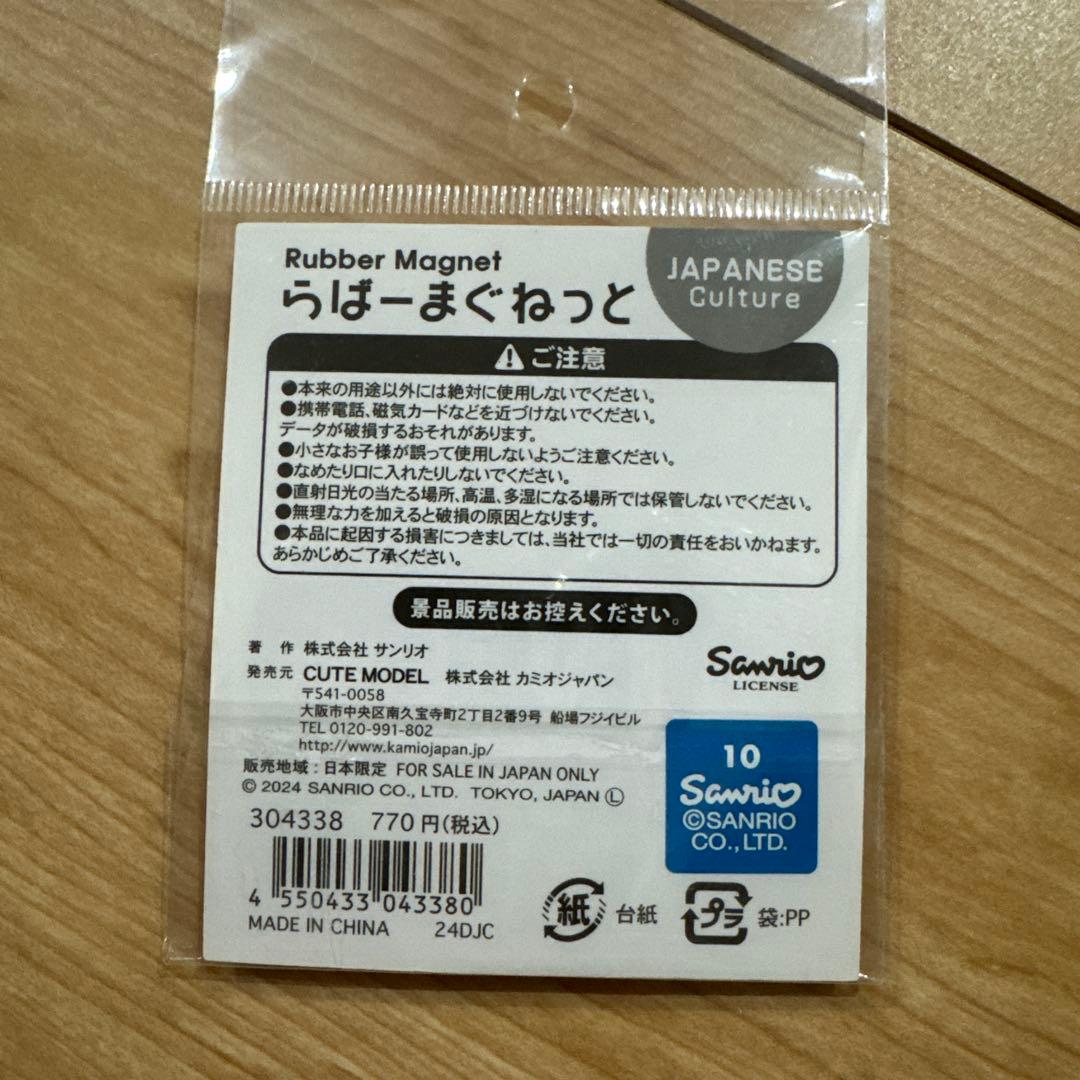 Rubber Magnet
らばーまぐねっと
JAPANESE
Culture
ご注意
●本来の用途以外には絶対に使用しないでください。
●携帯電話、磁気カードなどを近づけないでください。
データが破損するおそれがあります。
●小さなお子様が誤って使用しないようご注意ください。
●なめたり口に入れたりしないでください。
●直射日光の当たる場所、高温、多湿になる場所では保管しないでください。
●無理な力を加えると破損の原因となります。
●本品に起因する損害につきましては、当社では一切の責任をおいかねます。
あらかじめご了承ください。
景品販売はお控えください。
著作 株式会社 サンリオ
発売元 CUTE MODEL 株式会社 カミオジャパン
〒541-0058
大阪市中央区南久宝寺町2丁目2番9号 船場フジイビル
TEL 0120-991-802
http://www.kamiojapan.jp/
販売地域:日本限定 FOR SALE IN JAPAN ONLY
© 2024 SANRIO CO., LTD. TOKYO, JAPAN Ⓛ
Sanrio
LICENSE
10
Sanrio
©SANRIO
CO.,LTD.
304338 770円(税込)
4 550433 043380
MADE IN CHINA 24DJC
紙 台紙
プラ 袋:PP